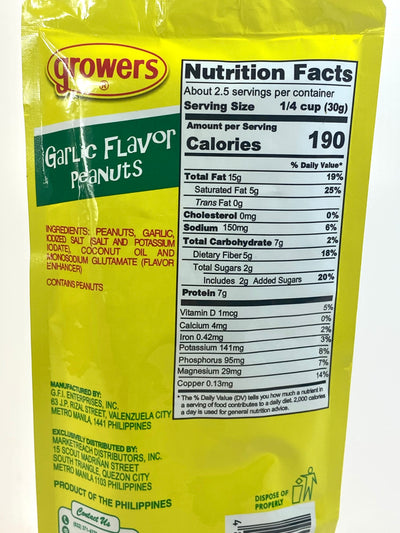 growers
®
Garlic Flavor
Peanuts
INGREDIENTS: PEANUTS, GARLIC,
IODIZED SALT (SALT AND POTASSIUM
IODATE), COCONUT OIL AND
MONOSODIUM GLUTAMATE (FLAVOR
ENHANCER)
CONTAINS PEANUTS
MANUFACTURED BY:
G.F.I. ENTERPRISES, INC.
63 J.P. RIZAL STREET, VALENZUELA CITY
METRO MANILA, 1441 PHILIPPINES
EXCLUSIVELY DISTRIBUTED BY:
MARKETREACH DISTRIBUTORS, INC.
15 SCOUT MADRIÑAN STREET
SOUTH TRIANGLE, QUEZON CITY
METRO MANILA 1103 PHILIPPINES
PRODUCT OF THE PHILIPPINES
Contact Us
Nutrition Facts
About 2.5 servings per container
Serving Size 1/4 cup (30g)
Amount per Serving
Calories 190
% Daily Value*
Total Fat 15g 19%
Saturated Fat 5g 25%
Trans Fat 0g
Cholesterol 0mg 0%
Sodium 150mg 6%
Total Carbohydrate 7g 2%
Dietary Fiber 5g 18%
Total Sugars 2g
Includes 2g Added Sugars 20%
Protein 7g
Vitamin D 1mcg 5%
Calcium 4mg 0%
Iron 0.42mg 2%
Potassium 141mg 3%
Phosphorus 95mg 8%
Magnesium 29mg 7%
Copper 0.13mg 14%
* The % Daily Value (DV) tells you how much a nutrient in
a serving of food contributes to a daily diet. 2,000 calories
a day is used for general nutrition advice.
DISPOSE OF
PROPERLY
4